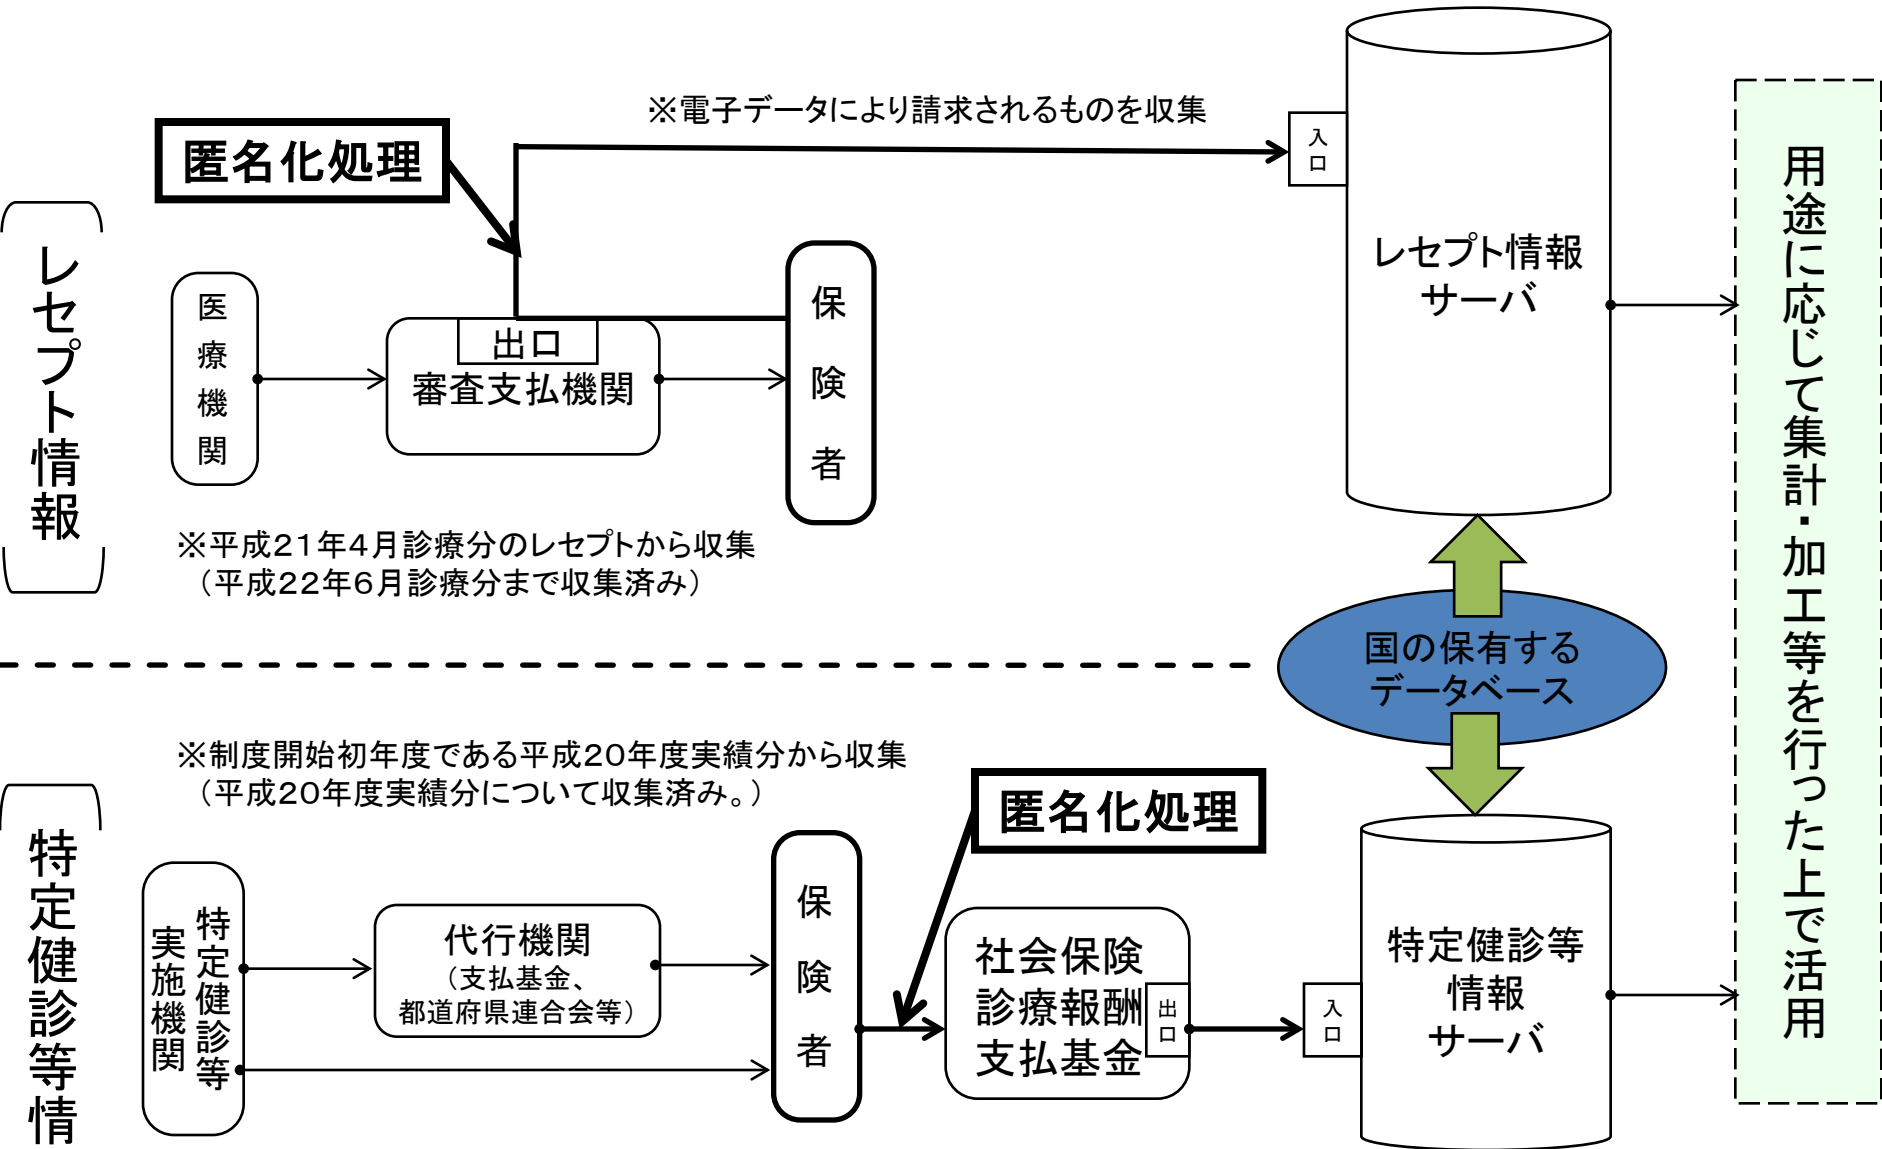 ※電子データにより請求されるものを収集
匿名化処理
入口
レセプト情報
医療機関
出口
審査支払機関
保険者
レセプト情報
サーバ
※平成21年4月診療分のレセプトから収集
（平成22年6月診療分まで収集済み）
国の保有する
データベース
※制度開始初年度である平成20年度実績分から収集
（平成20年度実績分について収集済み。）
匿名化処理
特定健診等情
特定健診等
実施機関
代行機関
（支払基金、
都道府県連合会等）
保険者
社会保険
診療報酬
支払基金
出口
入口
特定健診等
情報
サーバ
用途に応じて集計・加工等を行った上で活用